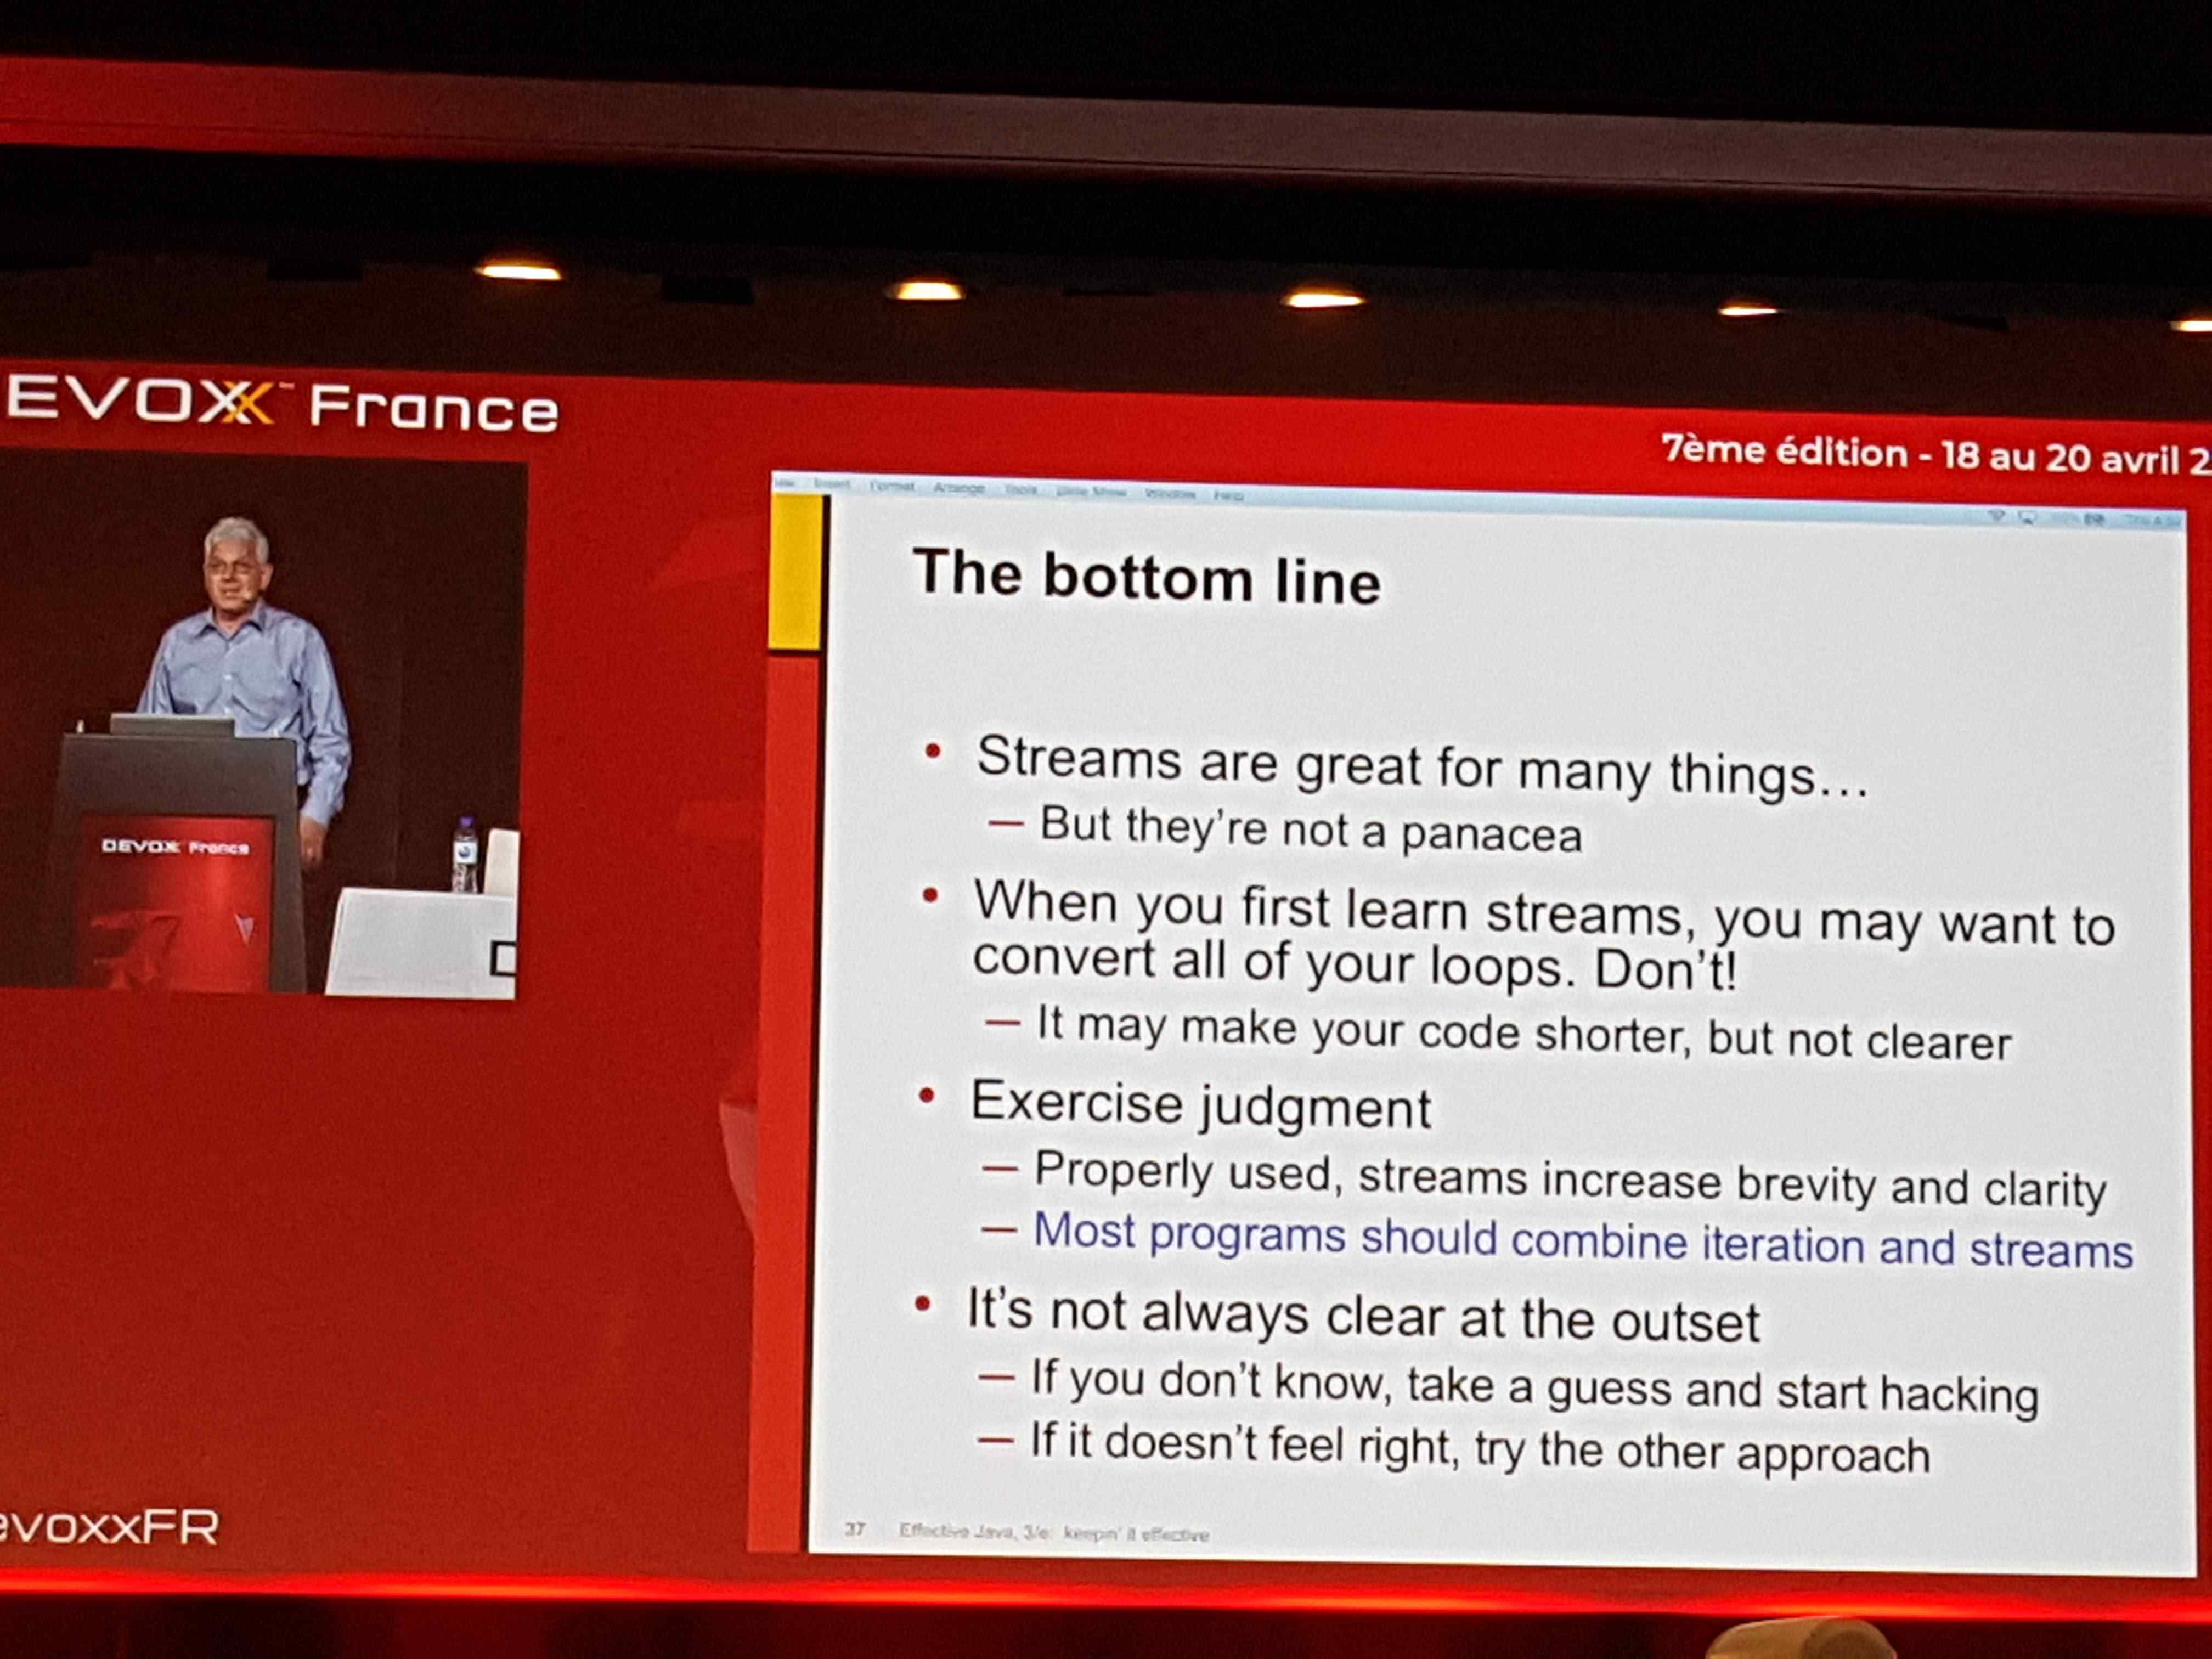 EVOXX™ France
7ème édition - 18 au 20 avril 2
Insert Format Arrange Tools Slide Show Window Help
The bottom line
• Streams are great for many things…
— But they're not a panacea
• When you first learn streams, you may want to
convert all of your loops. Don't!
— It may make your code shorter, but not clearer
• Exercise judgment
— Properly used, streams increase brevity and clarity
— Most programs should combine iteration and streams
• It's not always clear at the outset
— If you don't know, take a guess and start hacking
— If it doesn't feel right, try the other approach
37 Effective Java, 3/e: keepin' it effective
DEVOXX France
D
evoxxFR